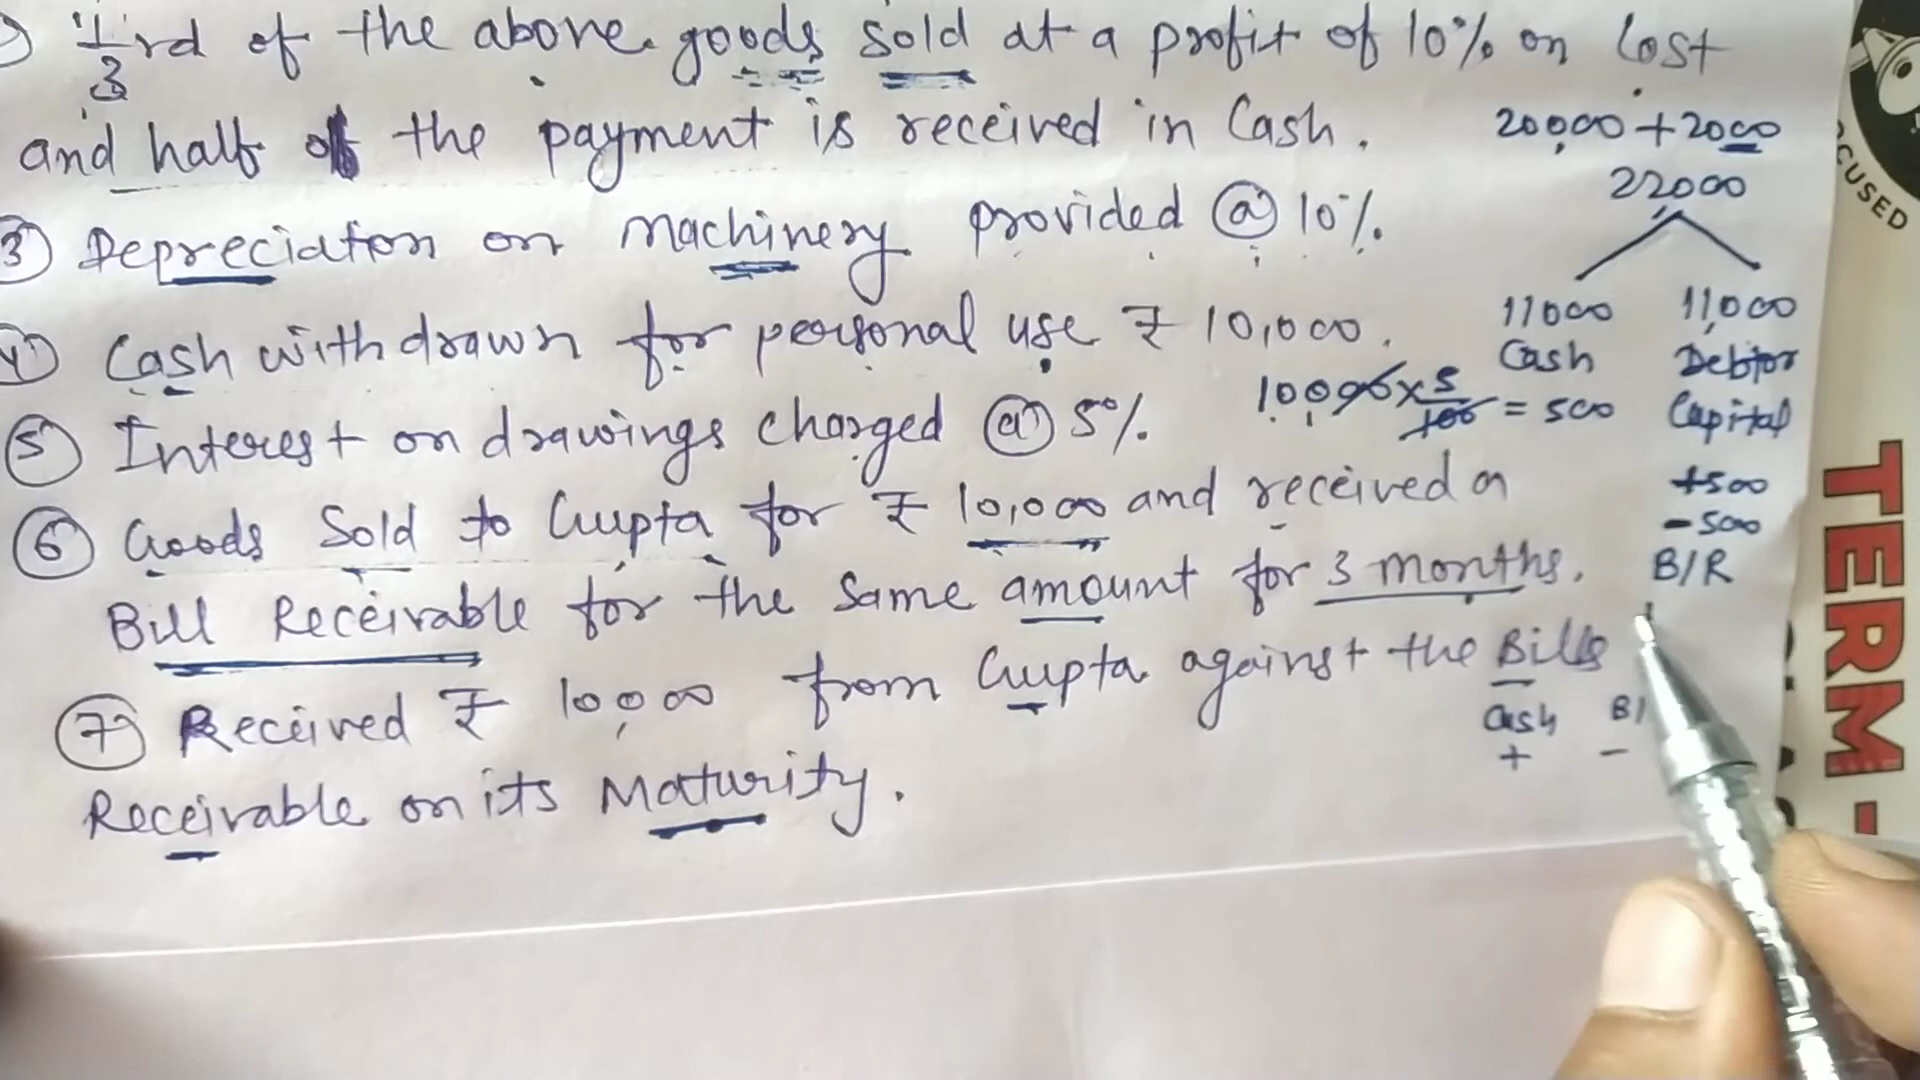 1/3 rd of the above goods sold at a profit of 10% on Cost
and half of the payment is received in Cash.
20,000 + 2000
22000
11000 11,000
Cash Debtor
③ Depreciation on Machinery provided @ 10%.
④ Cash withdrawn for personal use ₹ 10,000.
⑤ Interest on drawings charged @ 5%.
10,000 x 5/100 = 500
Capital
+500
-500
⑥ Goods Sold to Gupta for ₹ 10,000 and received a
Bill Receivable for the same amount for 3 months.
B/R
⑦ Received ₹ 10,000 from Gupta against the Bills
Receivable on its Maturity.
Cash B/
+ -
CUSED
TERM-